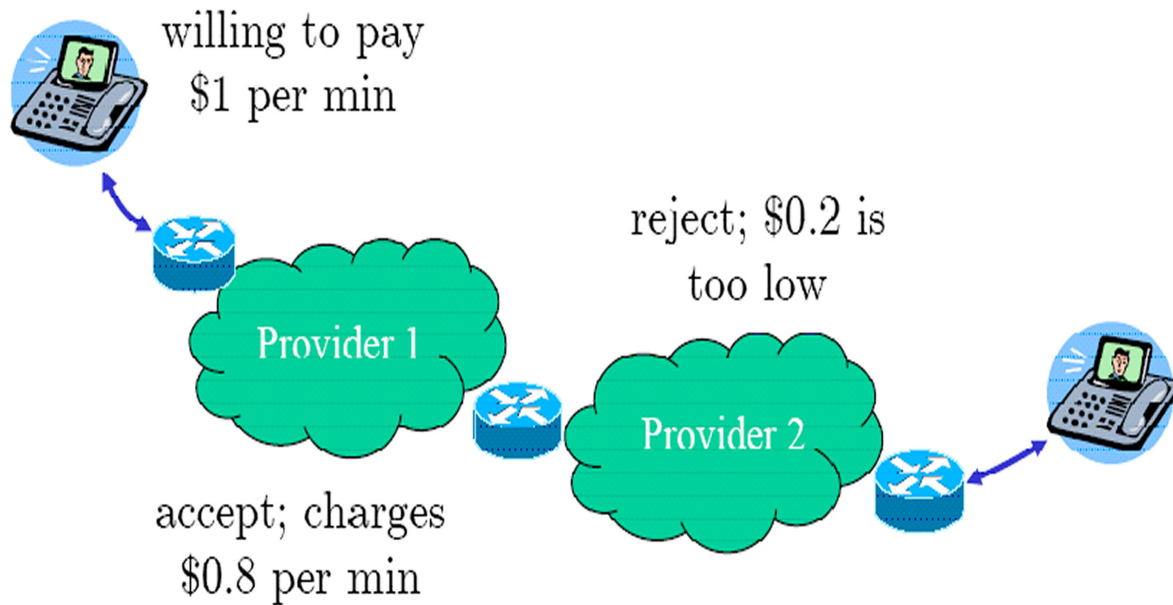 willing to pay
$1 per min
reject; $0.2 is
too low
Provider 1
Provider 2
accept; charges
$0.8 per min